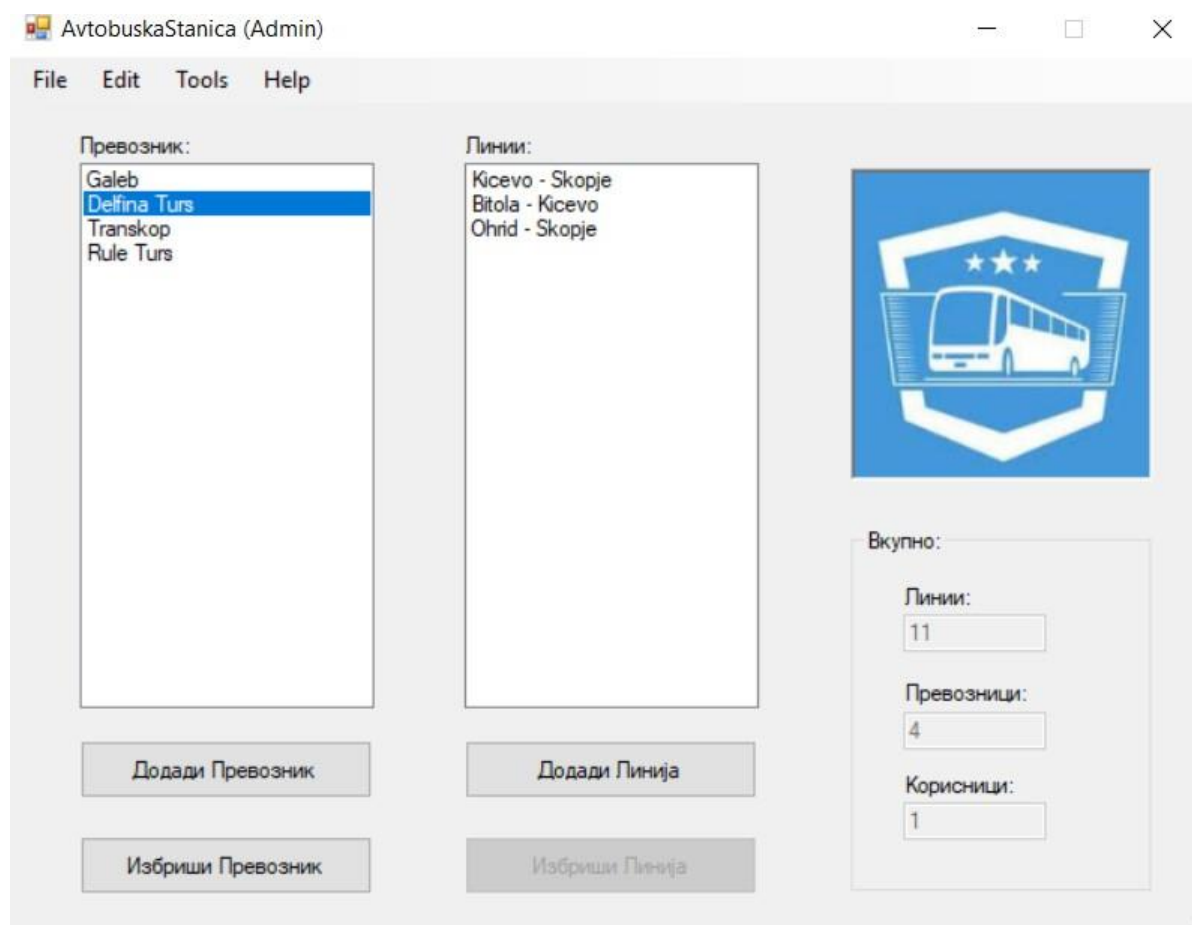 AvtobuskaStanica (Admin)
File Edit Tools Help
Превозник:
Galeb
Delfina Turs
Transkop
Rule Turs
Линии:
Kicevo - Skopje
Bitola - Kicevo
Ohrid - Skopje
Додади Превозник
Додади Линија
Избриши Превозник
Избриши Линија
Вкупно:
Линии:
11
Превозници:
4
Корисници:
1